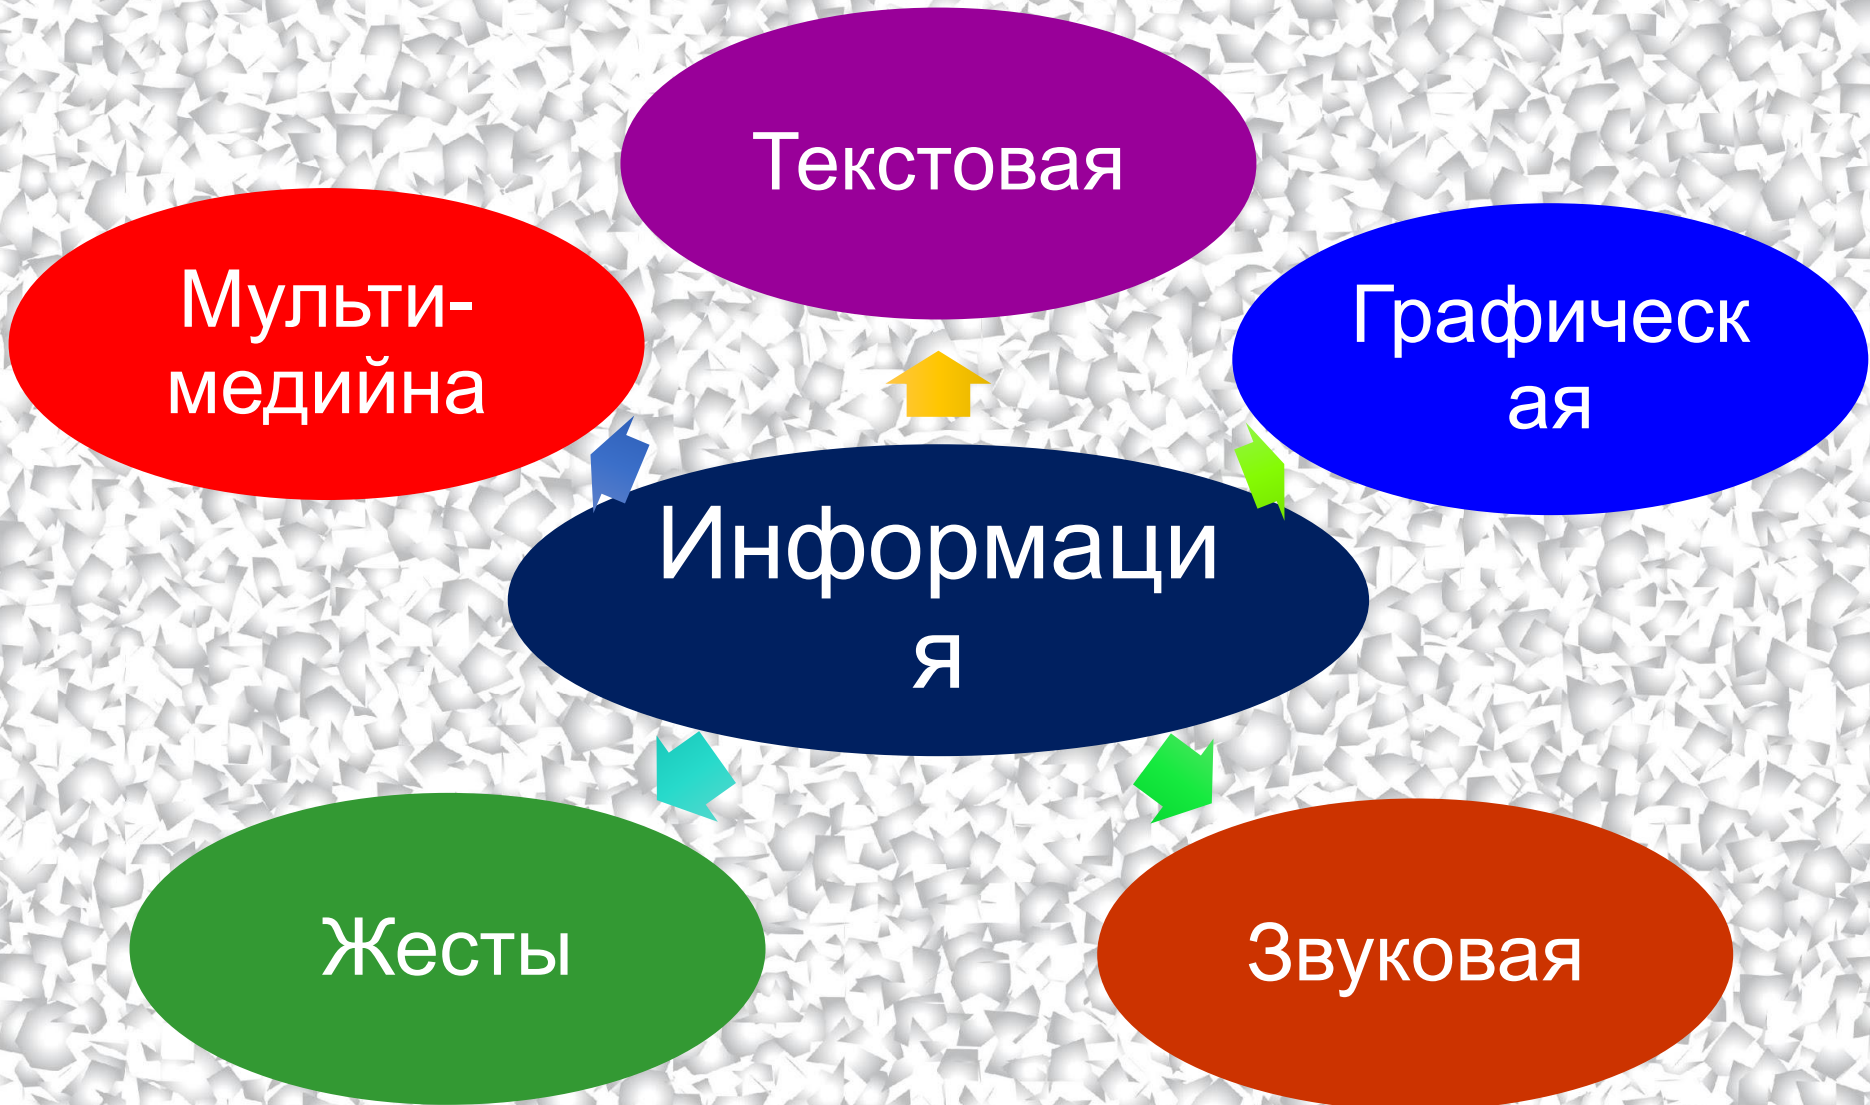 Текстовая
Мульти-
медийна
Графическ
ая
Информаци
я
Жесты
Звуковая